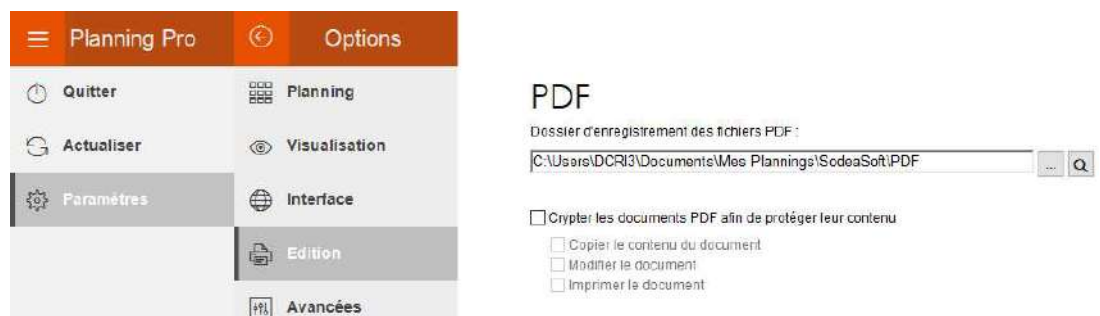 Planning Pro
Options
Quitter
Actualiser
Paramètres
Planning
Visualisation
Interface
Edition
Avancées
PDF
Dossier d'enregistrement des fichiers PDF :
C:\Users\DCRI3\Documents\Mes Plannings\SodeaSoft\PDF
...
Crypter les documents PDF afin de protéger leur contenu
Copier le contenu du document
Modifier le document
Imprimer le document